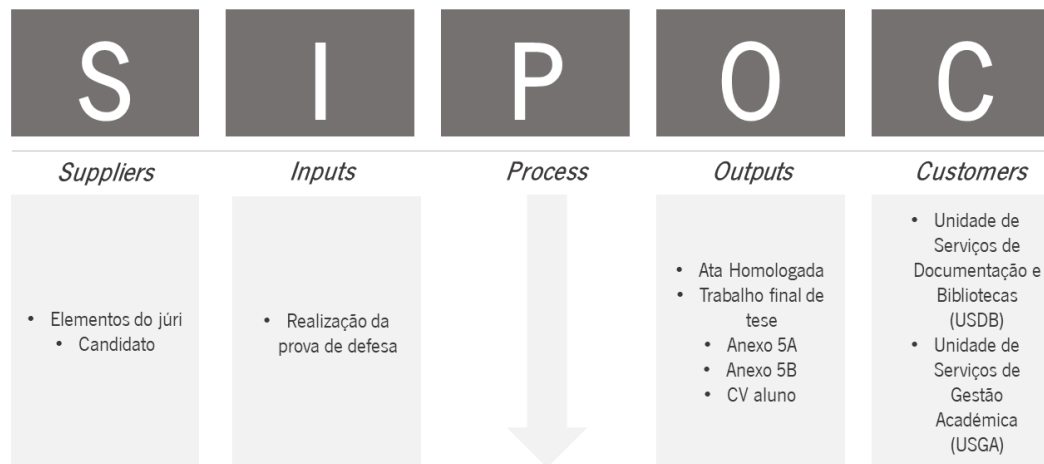 S I P O C
Suppliers Inputs Process Outputs Customers
• Elementos do júri
• Candidato
• Realização da
prova de defesa
• Ata Homologada
• Trabalho final de
tese
• Anexo 5A
• Anexo 5B
• CV aluno
• Unidade de
Serviços de
Documentação e
Bibliotecas
(USDB)
• Unidade de
Serviços de
Gestão
Académica
(USGA)